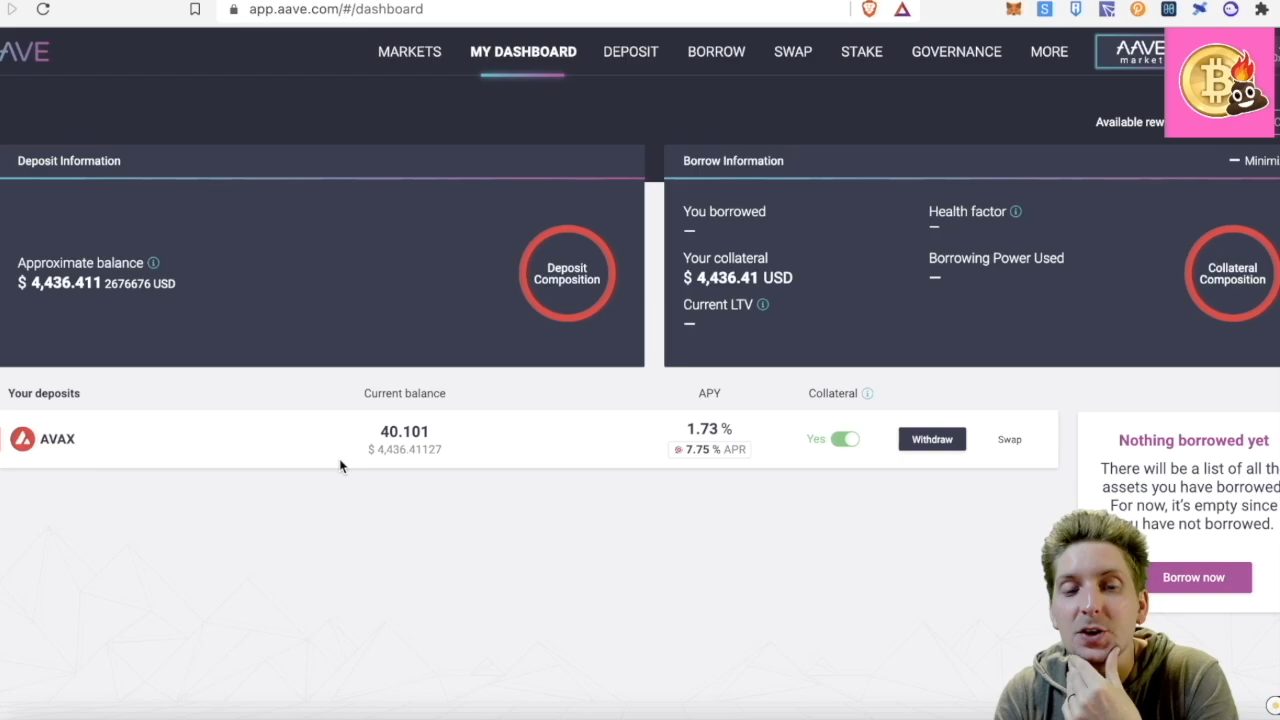 app.aave.com/#/dashboard
AVE
MARKETS MY DASHBOARD DEPOSIT BORROW SWAP STAKE GOVERNANCE MORE
AAVE
market
Available rew
Deposit Information
Approximate balance
$ 4,436.411 2676676 USD
Deposit
Composition
Borrow Information
Minimi
You borrowed
—
Your collateral
$ 4,436.41 USD
Current LTV
—
Health factor
—
Borrowing Power Used
—
Collateral
Composition
Your deposits Current balance APY Collateral
AVAX
40.101
$ 4,436.41127
1.73 %
7.75 % APR
Yes
Withdraw
Swap
Nothing borrowed yet
There will be a list of all th
assets you have borrowed
For now, it's empty since
you have not borrowed.
Borrow now